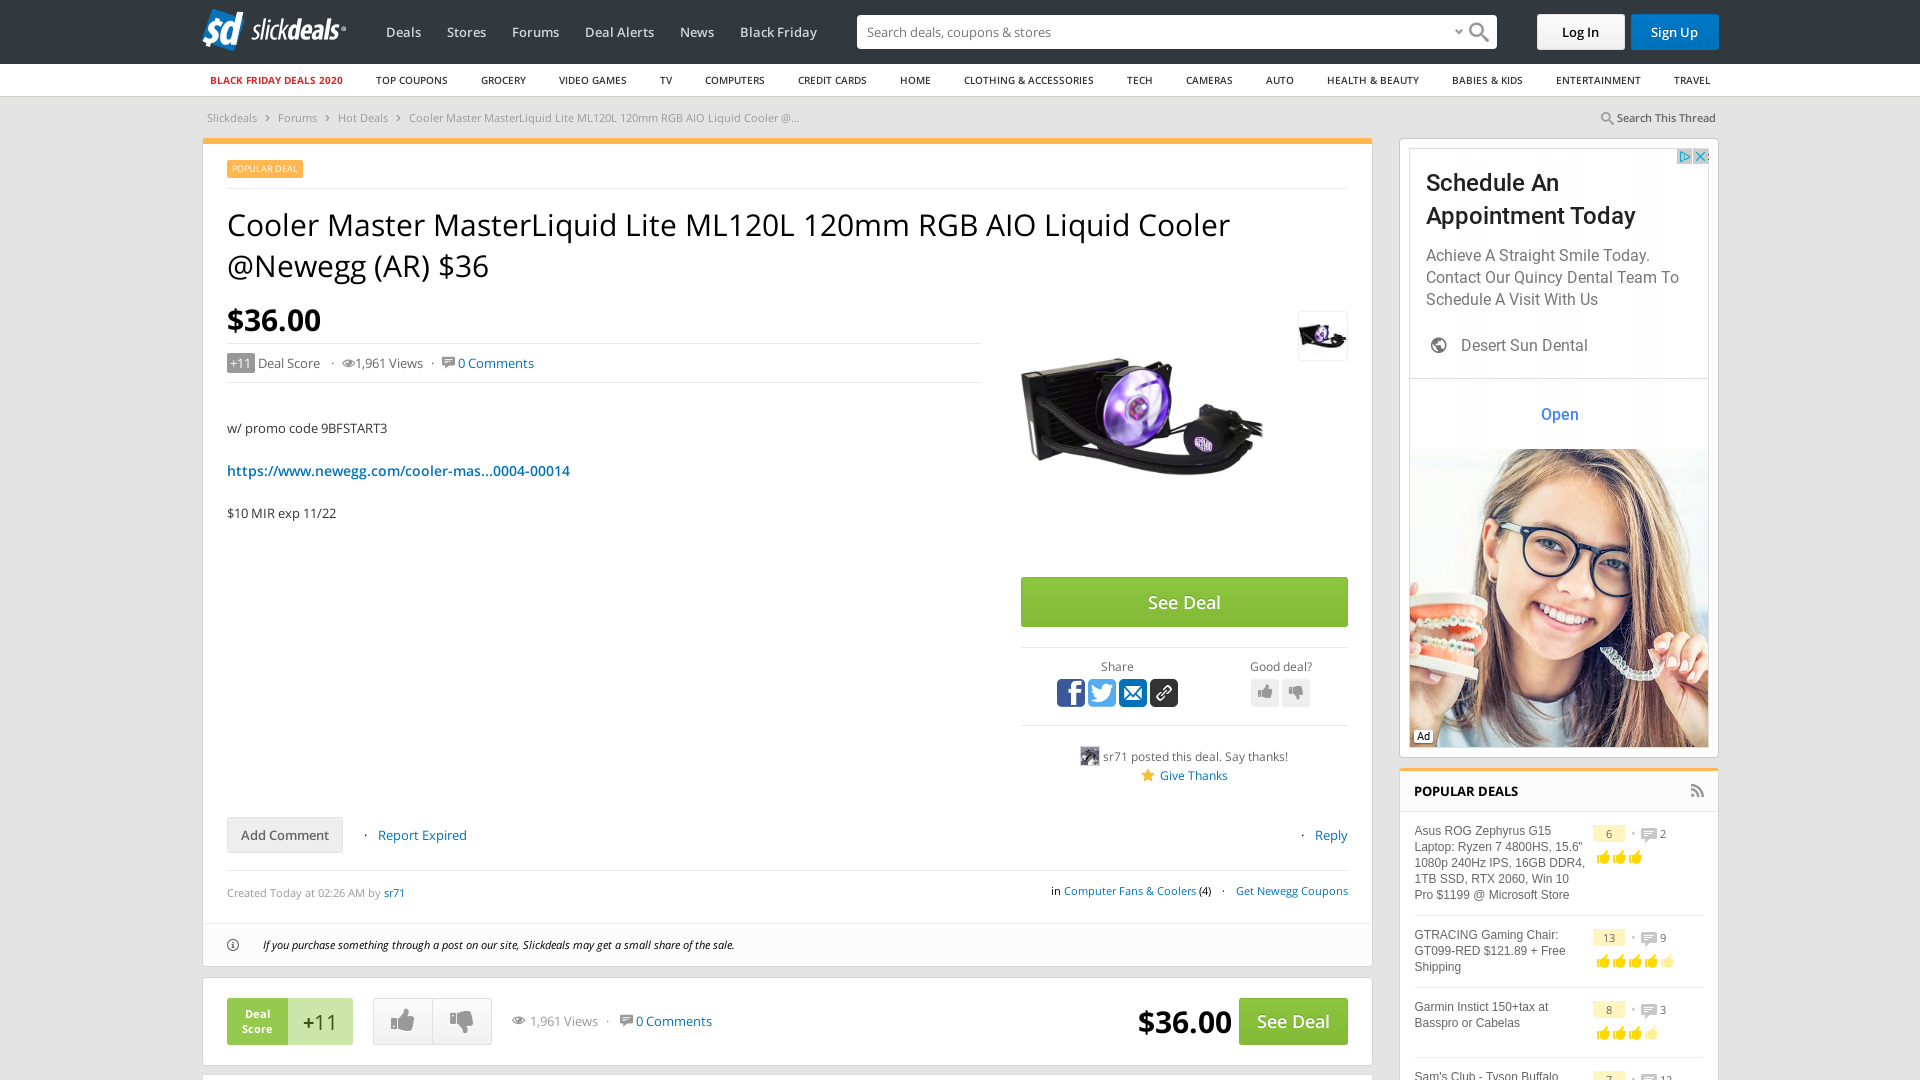 sd slickdeals
Deals Stores Forums Deal Alerts News Black Friday
Search deals, coupons & stores
Log In
Sign Up
BLACK FRIDAY DEALS 2020 TOP COUPONS GROCERY VIDEO GAMES TV COMPUTERS CREDIT CARDS HOME CLOTHING & ACCESSORIES TECH CAMERAS AUTO HEALTH & BEAUTY BABIES & KIDS ENTERTAINMENT TRAVEL
Slickdeals › Forums › Hot Deals › Cooler Master MasterLiquid Lite ML120L 120mm RGB AIO Liquid Cooler @...
Search This Thread
POPULAR DEAL
Cooler Master MasterLiquid Lite ML120L 120mm RGB AIO Liquid Cooler
@Newegg (AR) $36
$36.00
+11 Deal Score · 1,961 Views · 0 Comments
w/ promo code 9BFSTART3
https://www.newegg.com/cooler-mas...0004-00014
$10 MIR exp 11/22
See Deal
Share
Good deal?
sr71 posted this deal. Say thanks!
Give Thanks
Add Comment · Report Expired
· Reply
Created Today at 02:26 AM by sr71
in Computer Fans & Coolers (4) · Get Newegg Coupons
If you purchase something through a post on our site, Slickdeals may get a small share of the sale.
Deal
Score
+11
1,961 Views · 0 Comments
$36.00
See Deal
Schedule An
Appointment Today
Achieve A Straight Smile Today.
Contact Our Quincy Dental Team To
Schedule A Visit With Us
Desert Sun Dental
Open
Ad
POPULAR DEALS
Asus ROG Zephyrus G15
Laptop: Ryzen 7 4800HS, 15.6"
1080p 240Hz IPS, 16GB DDR4,
1TB SSD, RTX 2060, Win 10
Pro $1199 @ Microsoft Store
6 • 2
GTRACING Gaming Chair:
GT099-RED $121.89 + Free
Shipping
13 • 9
Garmin Instict 150+tax at
Basspro or Cabelas
8 • 3
Sam's Club - Tyson Buffalo
7 • 12